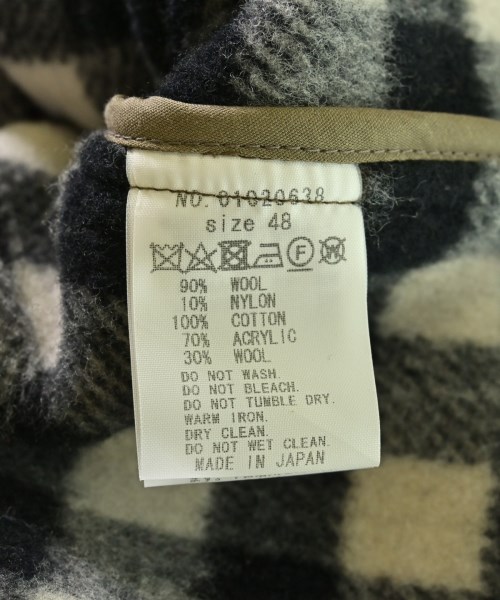 NO. 01020638
size 48
F W
90% WOOL
10% NYLON
100% COTTON
70% ACRYLIC
30% WOOL
DO NOT WASH.
DO NOT BLEACH.
DO NOT TUMBLE DRY.
WARM IRON.
DRY CLEAN.
DO NOT WET CLEAN.
MADE IN JAPAN